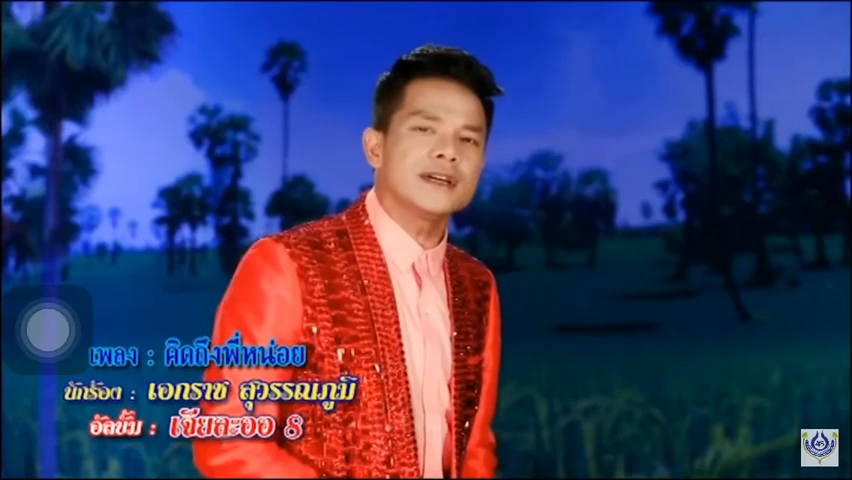 เพลง : คิดถึงพี่หน่อย
นักร้อง : เอกราช สุวรรณภูมิ
อัลบั้ม : เจียละออ 8